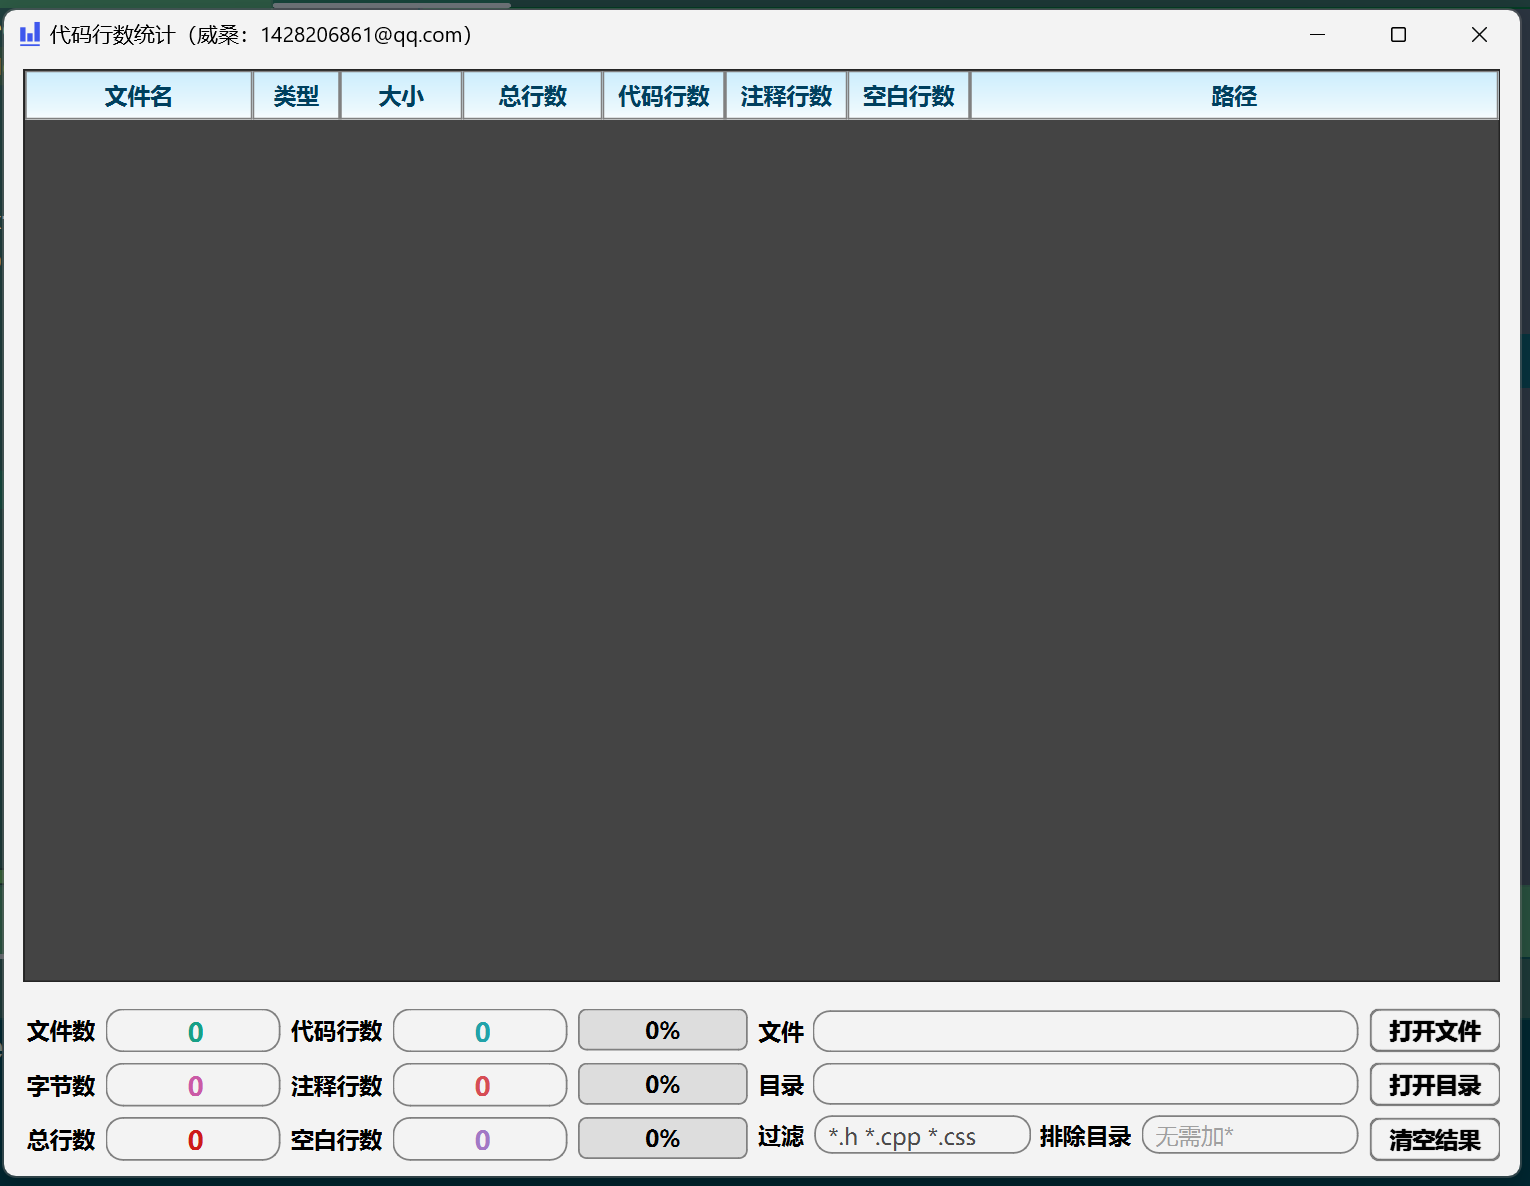 代码行数统计（威桑：1428206861@qq.com）
文件名 类型 大小 总行数 代码行数 注释行数 空白行数 路径
文件数 0 代码行数 0 0% 文件 打开文件
字节数 0 注释行数 0 0% 目录 打开目录
总行数 0 空白行数 0 0% 过滤 *.h *.cpp *.css 排除目录 无需加* 清空结果